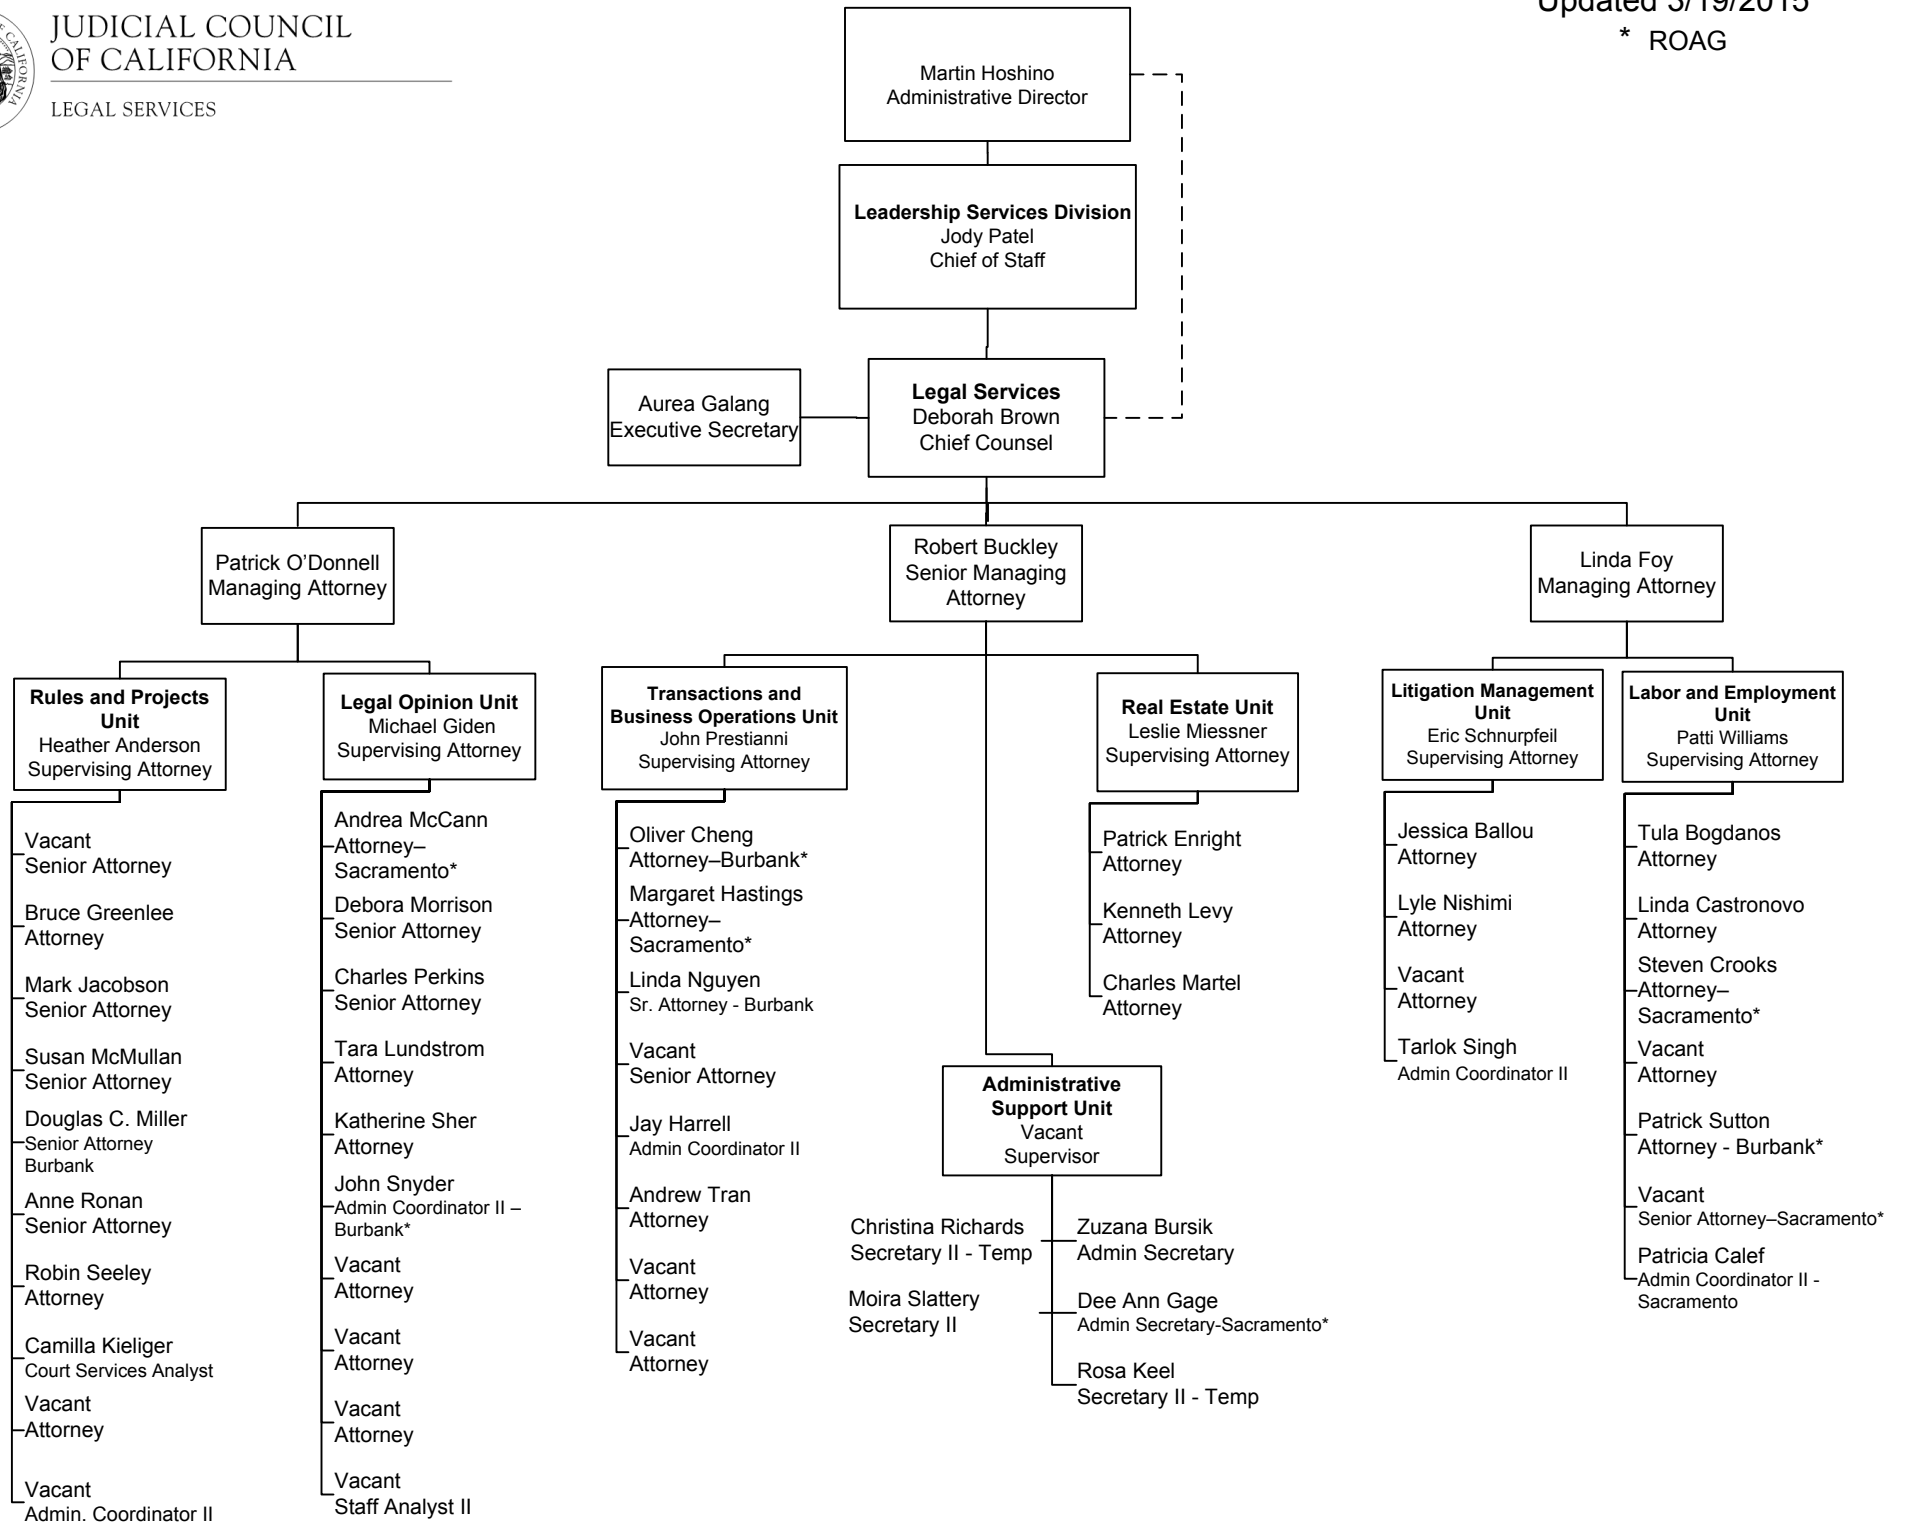 JUDICIAL COUNCIL
OF CALIFORNIA
LEGAL SERVICES
Updated 3/19/2015
* ROAG
Martin Hoshino
Administrative Director
Leadership Services Division
Jody Patel
Chief of Staff
Aurea Galang
Executive Secretary
Legal Services
Deborah Brown
Chief Counsel
Patrick O’Donnell
Managing Attorney
Robert Buckley
Senior Managing
Attorney
Linda Foy
Managing Attorney
Rules and Projects
Unit
Heather Anderson
Supervising Attorney
Vacant
Senior Attorney
Bruce Greenlee
Attorney
Mark Jacobson
Senior Attorney
Susan McMullan
Senior Attorney
Douglas C. Miller
Senior Attorney
Burbank
Anne Ronan
Senior Attorney
Robin Seeley
Attorney
Camilla Kieliger
Court Services Analyst
Vacant
Attorney
Vacant
Admin. Coordinator II
Legal Opinion Unit
Michael Giden
Supervising Attorney
Andrea McCann
Attorney–
Sacramento*
Debora Morrison
Senior Attorney
Charles Perkins
Senior Attorney
Tara Lundstrom
Attorney
Katherine Sher
Attorney
John Snyder
Admin Coordinator II –
Burbank*
Vacant
Attorney
Vacant
Attorney
Vacant
Attorney
Vacant
Staff Analyst II
Transactions and
Business Operations Unit
John Prestianni
Supervising Attorney
Oliver Cheng
Attorney–Burbank*
Margaret Hastings
Attorney–
Sacramento*
Linda Nguyen
Sr. Attorney - Burbank
Vacant
Senior Attorney
Jay Harrell
Admin Coordinator II
Andrew Tran
Attorney
Vacant
Attorney
Vacant
Attorney
Administrative
Support Unit
Vacant
Supervisor
Christina Richards
Secretary II - Temp
Moira Slattery
Secretary II
Zuzana Bursik
Admin Secretary
Dee Ann Gage
Admin Secretary-Sacramento*
Rosa Keel
Secretary II - Temp
Real Estate Unit
Leslie Miessner
Supervising Attorney
Patrick Enright
Attorney
Kenneth Levy
Attorney
Charles Martel
Attorney
Litigation Management
Unit
Eric Schnurpfeil
Supervising Attorney
Jessica Ballou
Attorney
Lyle Nishimi
Attorney
Vacant
Attorney
Tarlok Singh
Admin Coordinator II
Labor and Employment
Unit
Patti Williams
Supervising Attorney
Tula Bogdanos
Attorney
Linda Castronovo
Attorney
Steven Crooks
Attorney–
Sacramento*
Vacant
Attorney
Patrick Sutton
Attorney - Burbank*
Vacant
Senior Attorney–Sacramento*
Patricia Calef
Admin Coordinator II -
Sacramento